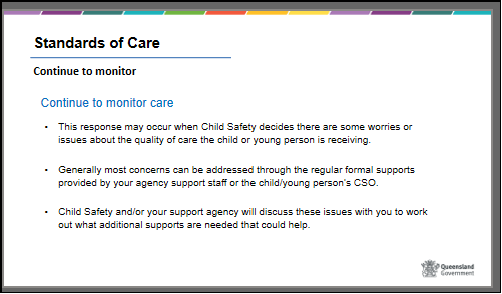 Standards of Care
Continue to monitor
Continue to monitor care
• This response may occur when Child Safety decides there are some worries or
issues about the quality of care the child or young person is receiving.
• Generally most concerns can be addressed through the regular formal supports
provided by your agency support staff or the child/young person's CSO.
• Child Safety and/or your support agency will discuss these issues with you to work
out what additional supports are needed that could help.
Queensland
Government